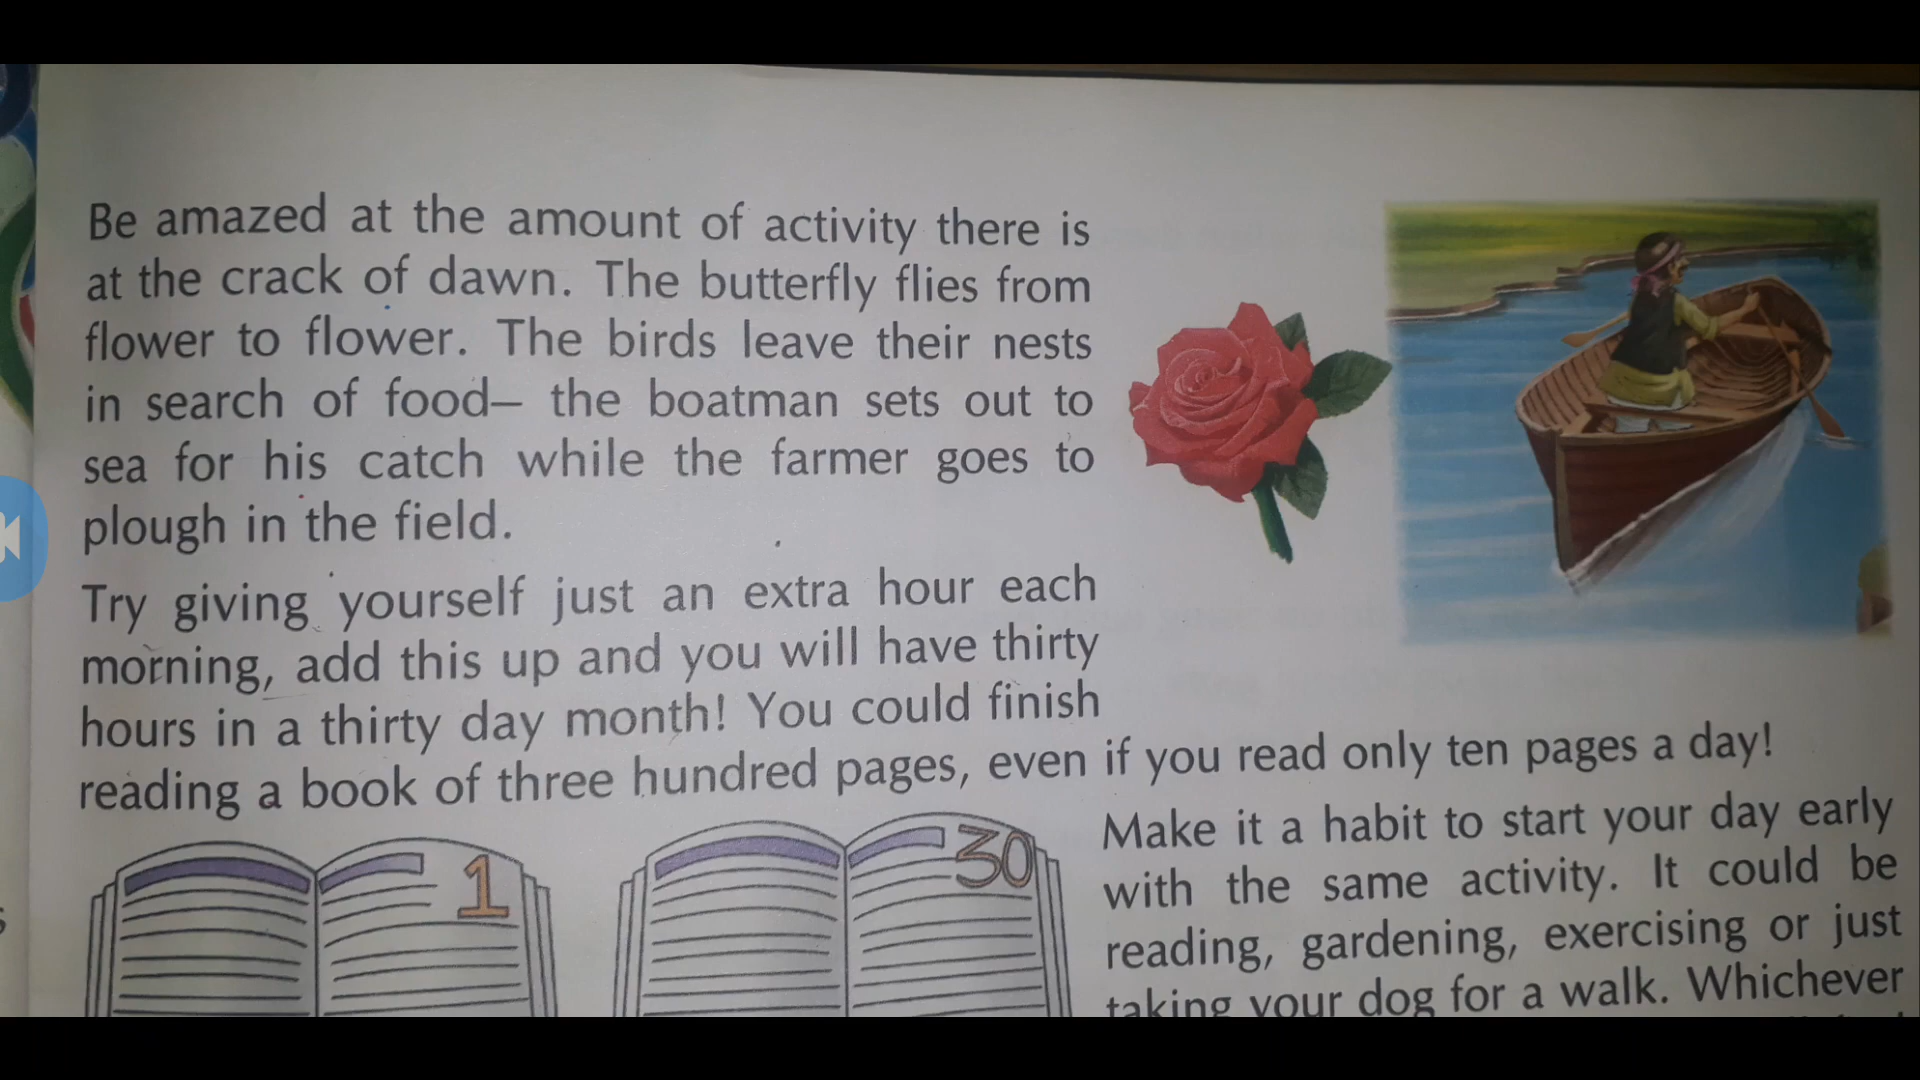 Be amazed at the amount of activity there is
at the crack of dawn. The butterfly flies from
flower to flower. The birds leave their nests
in search of food– the boatman sets out to
sea for his catch while the farmer goes to
plough in the field.
Try giving yourself just an extra hour each
morning, add this up and you will have thirty
hours in a thirty day month! You could finish
reading a book of three hundred pages, even if you read only ten pages a day!
1
30
Make it a habit to start your day early
with the same activity. It could be
reading, gardening, exercising or just
taking your dog for a walk. Whichever